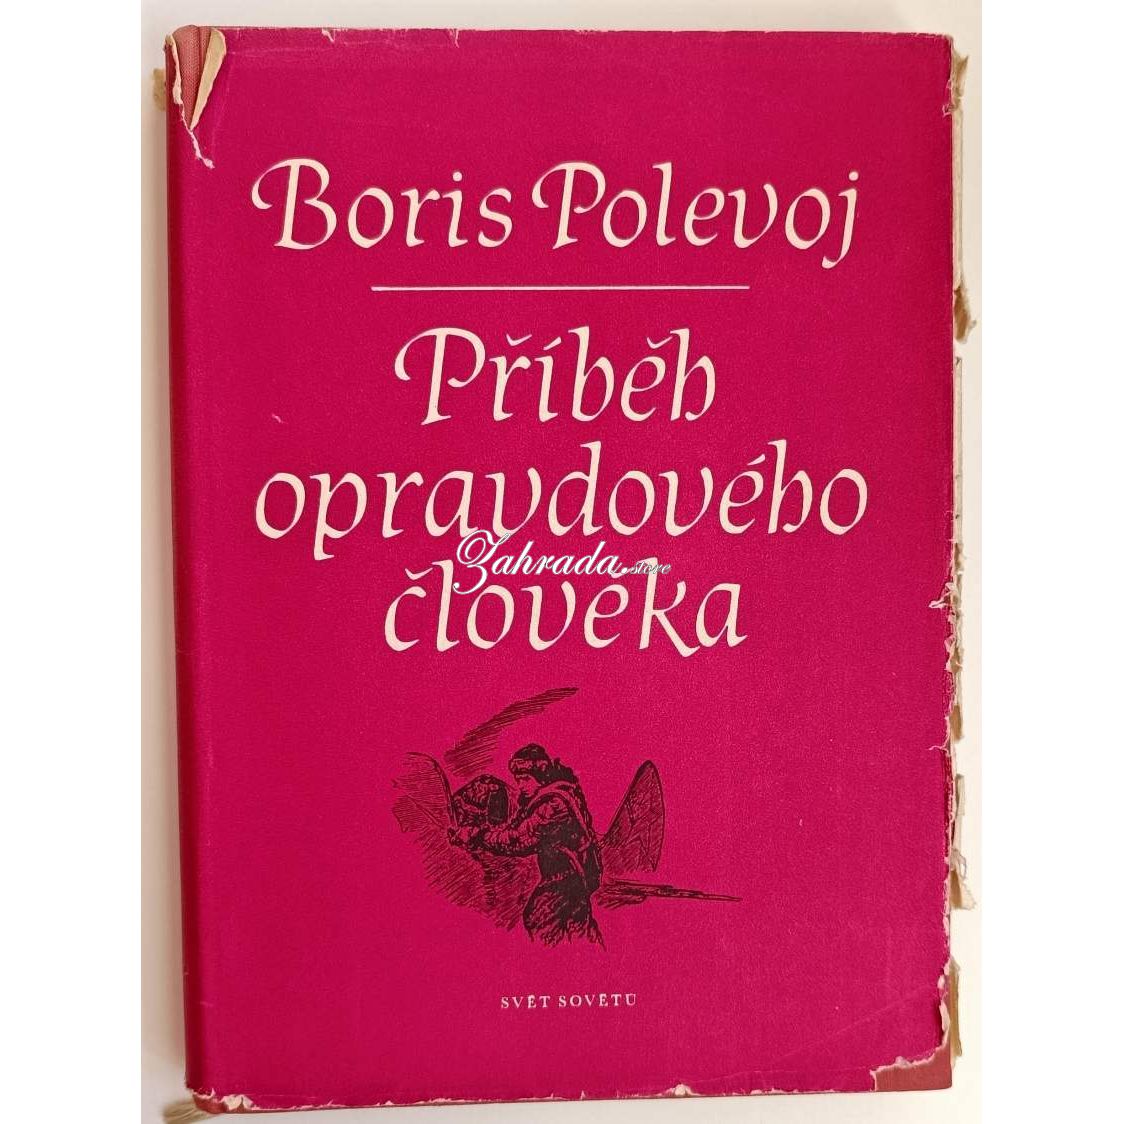 Boris Polevoj
Příběh
opravdového
Zahrada.store
člověka
SVĚT SOVĚTŮ